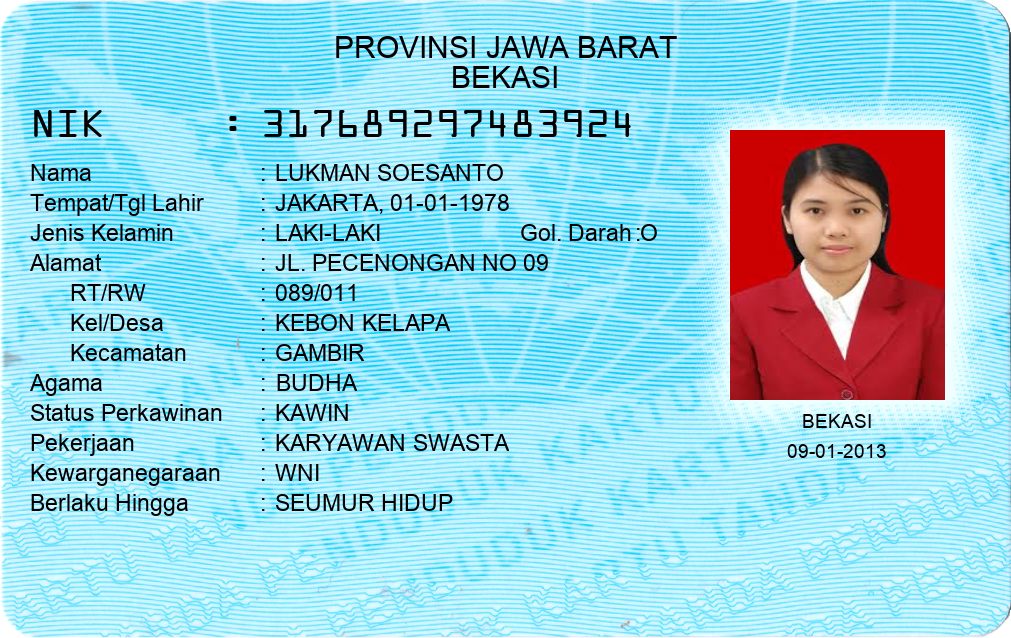 PROVINSI JAWA BARAT
BEKASI
NIK : 317689297483924
Nama : LUKMAN SOESANTO
Tempat/Tgl Lahir : JAKARTA, 01-01-1978
Jenis Kelamin : LAKI-LAKI Gol. Darah :O
Alamat : JL. PECENONGAN NO 09
RT/RW : 089/011
Kel/Desa : KEBON KELAPA
Kecamatan : GAMBIR
Agama : BUDHA
Status Perkawinan : KAWIN
Pekerjaan : KARYAWAN SWASTA
Kewarganegaraan : WNI
Berlaku Hingga : SEUMUR HIDUP
BEKASI
09-01-2013